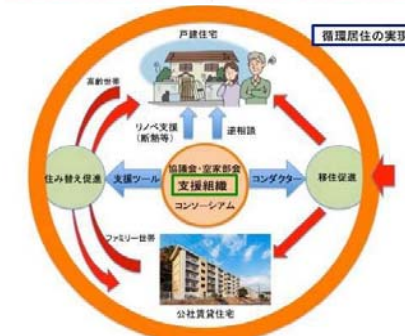 戸建住宅
循環居住の実現
高齢世帯
リノベ支援
(断熱等)
逆相談
協議会・空家部会
住み替え促進
支援ツール
支援組織
コンダクター
移住促進
コンソーシアム
ファミリー世帯
公社賃貸住宅